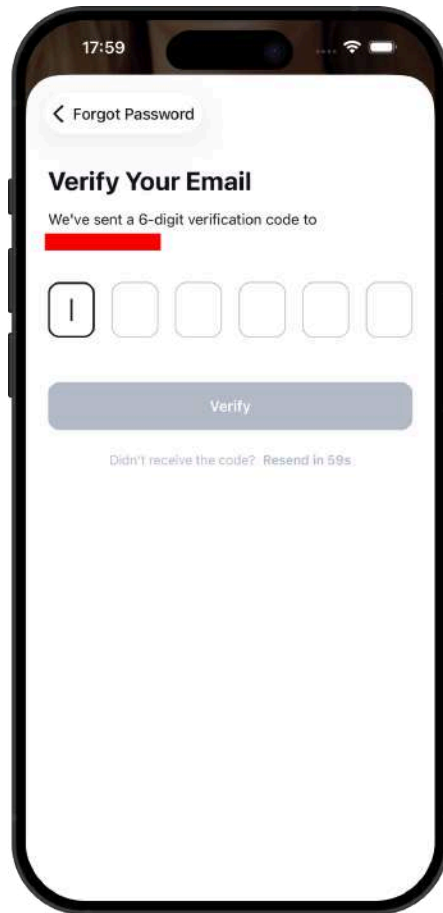 17:59
Forgot Password
Verify Your Email
We've sent a 6-digit verification code to
Verify
Didn't receive the code? Resend in 59s